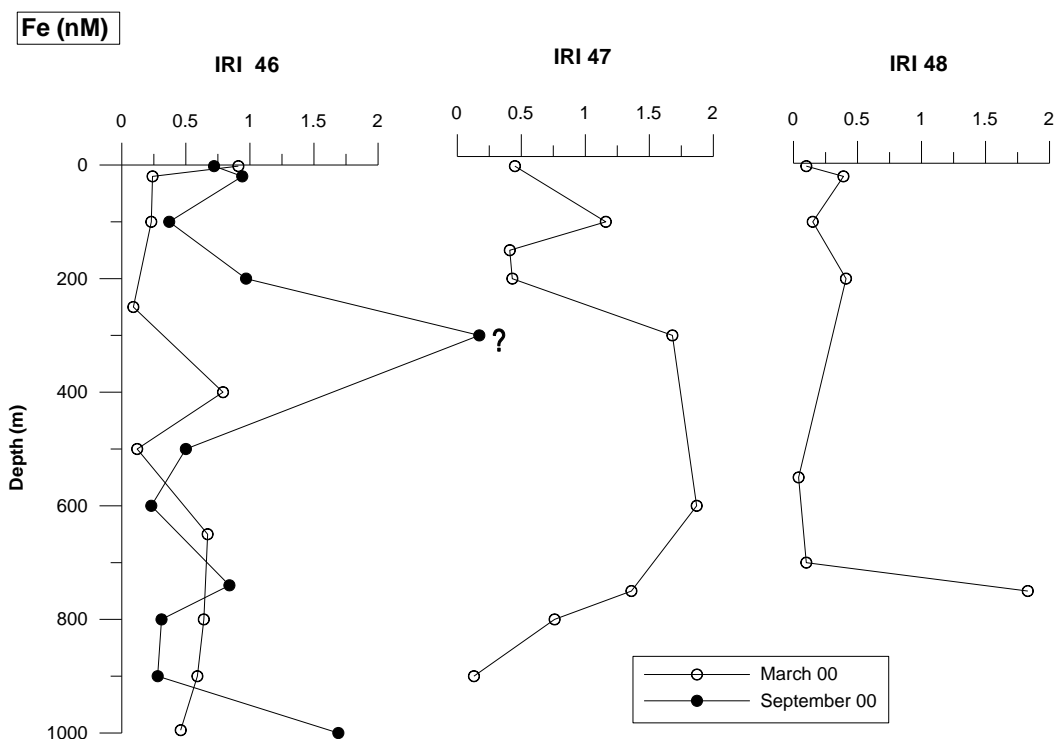 Fe (nM)
IRI 46
IRI 47
IRI 48
0 0.5 1 1.5 2
0 0.5 1 1.5 2
0 0.5 1 1.5 2
0
200
?
400
Depth (m)
600
800
1000
March 00
September 00